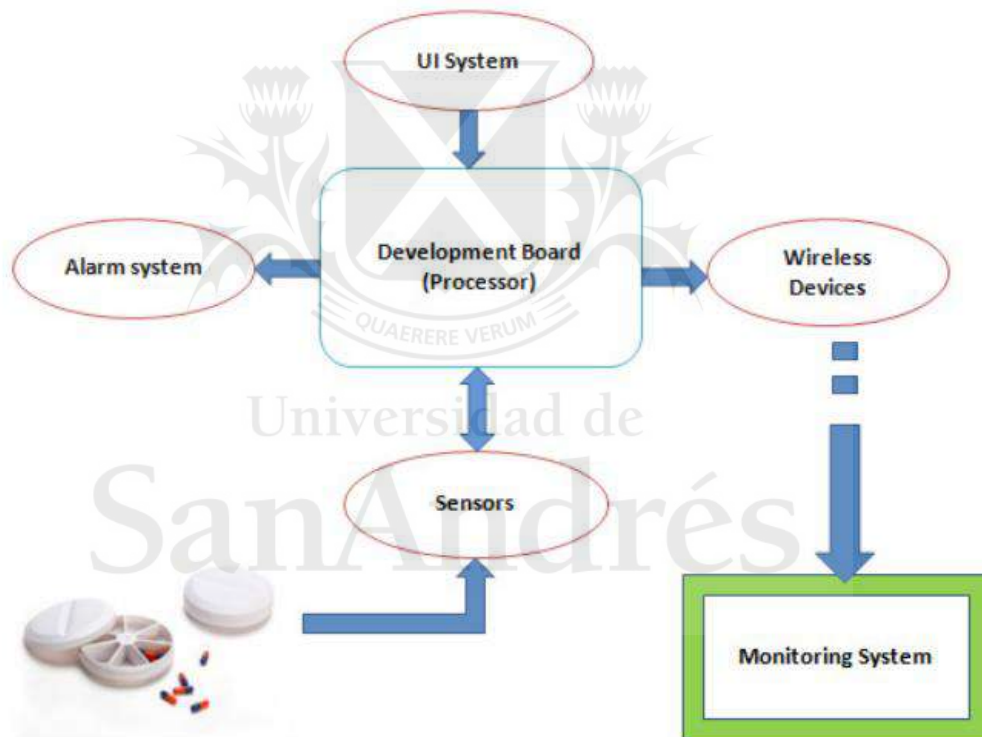 UI System
Alarm system
Development Board
(Processor)
Wireless
Devices
QUAERERE VERUM
Universidad de
SanAndrés
Sensors
Monitoring System